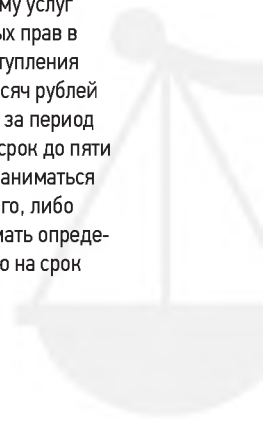 му услуг
ых прав в
тупления
сяч рублей
за период
срок до пяти
аниматься
го, либо
мать опреде-
ю на срок